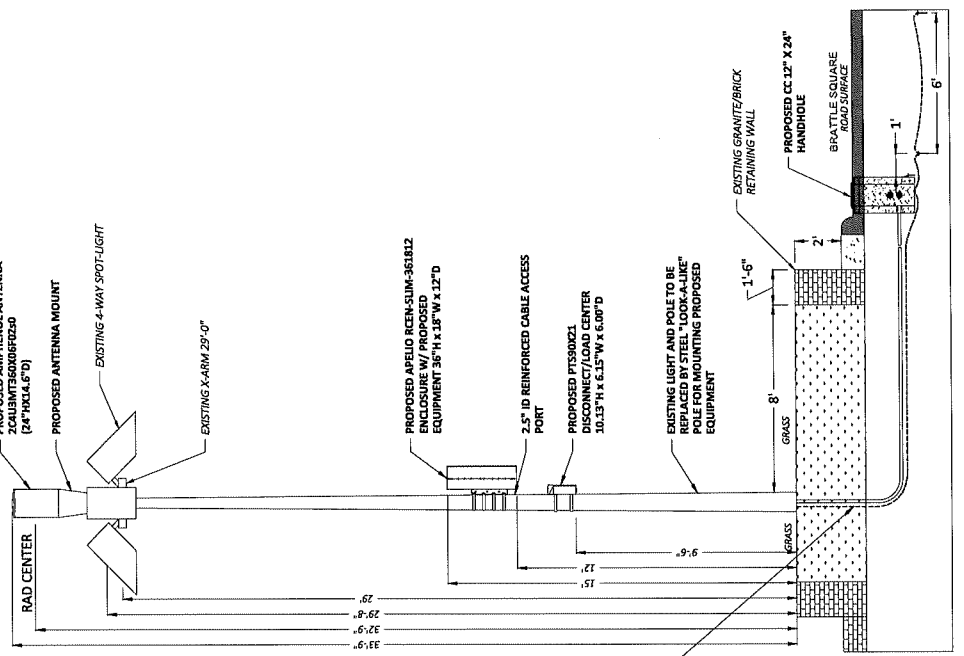 2CAU3MT360X06F02s0
(24"HX14.6"D)
PROPOSED ANTENNA MOUNT
EXISTING 4-WAY SPOT-LIGHT
RAD CENTER
EXISTING X-ARM 29'-0"
PROPOSED APELIO RCEN-SLIM-361812
ENCLOSURE W/ PROPOSED
EQUIPMENT 36"H x 18"W x 12"D
2.5" ID REINFORCED CABLE ACCESS
PORT
PROPOSED PTS90X21
DISCONNECT/LOAD CENTER
10.13"H x 6.15"W x 6.00"D
EXISTING LIGHT AND POLE TO BE
REPLACED BY STEEL "LOOK-A-LIKE"
POLE FOR MOUNTING PROPOSED
EQUIPMENT
33'-9"
32'-9"
29'-8"
29'
15'
12'
9'-6"
GRASS
GRASS
8'
1'-6"
2'
EXISTING GRANITE/BRICK
RETAINING WALL
PROPOSED CC 12" X 24"
HANDHOLE
BRATTLE SQUARE
ROAD SURFACE
1'
6'